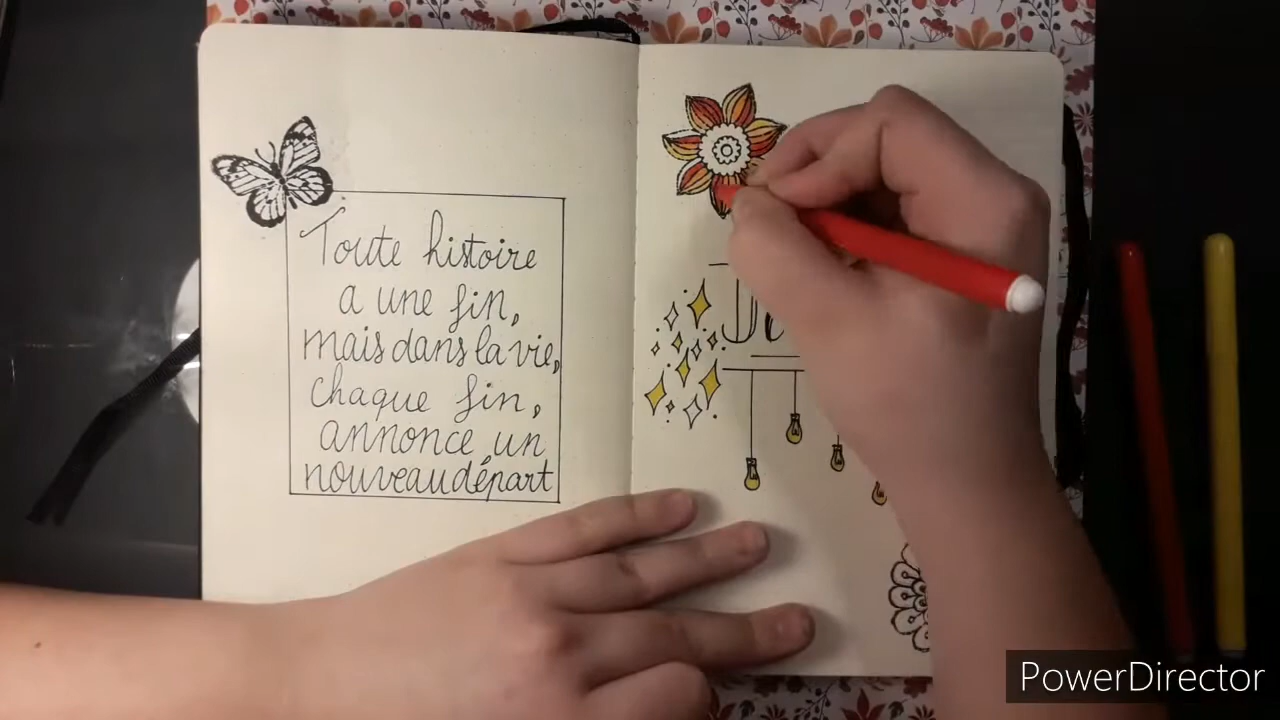 Toute histoire
a une fin,
mais dans la vie,
chaque fin,
annonce un
nouveau départ
PowerDirector